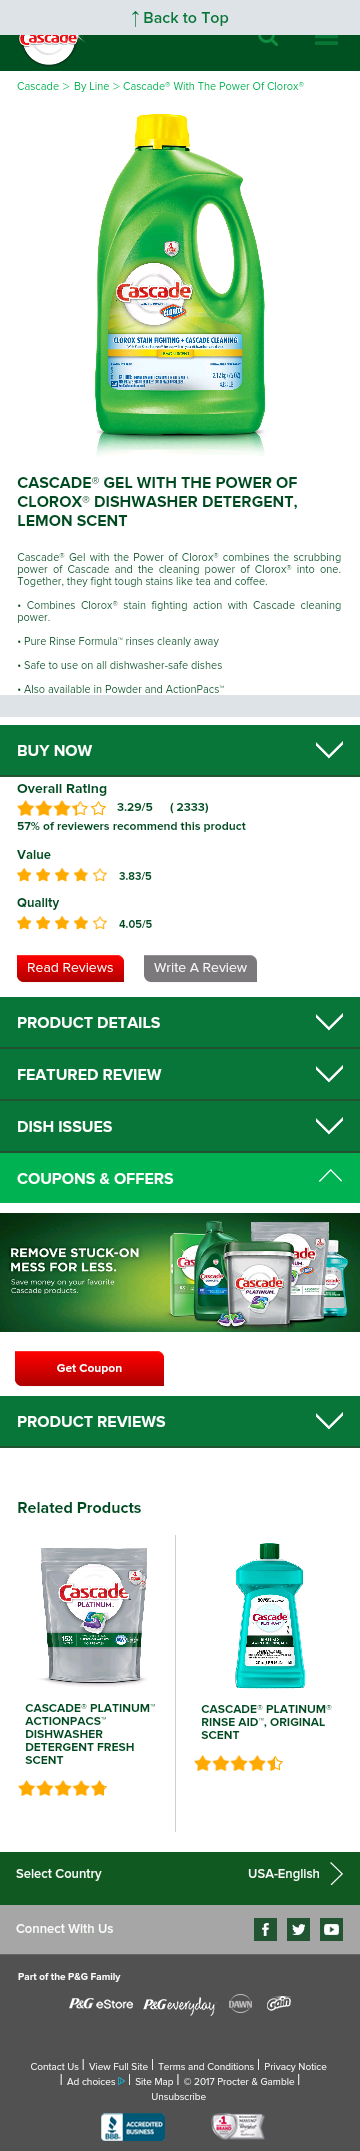 ↑ Back to Top
Cascade
Cascade > By Line > Cascade® With The Power Of Clorox®
Cascade
CLOROX
CLOROX STAIN FIGHTING + CASCADE CLEANING
CASCADE® GEL WITH THE POWER OF
CLOROX® DISHWASHER DETERGENT,
LEMON SCENT
Cascade® Gel with the Power of Clorox® combines the scrubbing
power of Cascade and the cleaning power of Clorox® into one.
Together, they fight tough stains like tea and coffee.
• Combines Clorox® stain fighting action with Cascade cleaning
power.
• Pure Rinse Formula™ rinses cleanly away
• Safe to use on all dishwasher-safe dishes
• Also available in Powder and ActionPacs™
BUY NOW
Overall Rating
3.29/5 ( 2333)
57% of reviewers recommend this product
Value
3.83/5
Quality
4.05/5
Read Reviews Write A Review
PRODUCT DETAILS
FEATURED REVIEW
DISH ISSUES
COUPONS & OFFERS
REMOVE STUCK-ON
MESS FOR LESS.
Save money on your favorite
Cascade products.
Cascade
PLATINUM
Get Coupon
PRODUCT REVIEWS
Related Products
Cascade
PLATINUM
Cascade
PLATINUM
CASCADE® PLATINUM™
ACTIONPACS™
DISHWASHER
DETERGENT FRESH
SCENT
CASCADE® PLATINUM®
RINSE AID™, ORIGINAL
SCENT
Select Country USA-English
Connect With Us
Part of the P&G Family
P&G eStore P&G everyday DAWN Gain
Contact Us | View Full Site | Terms and Conditions | Privacy Notice
| Ad choices | Site Map | © 2017 Procter & Gamble |
Unsubscribe
BBB ACCREDITED
BUSINESS